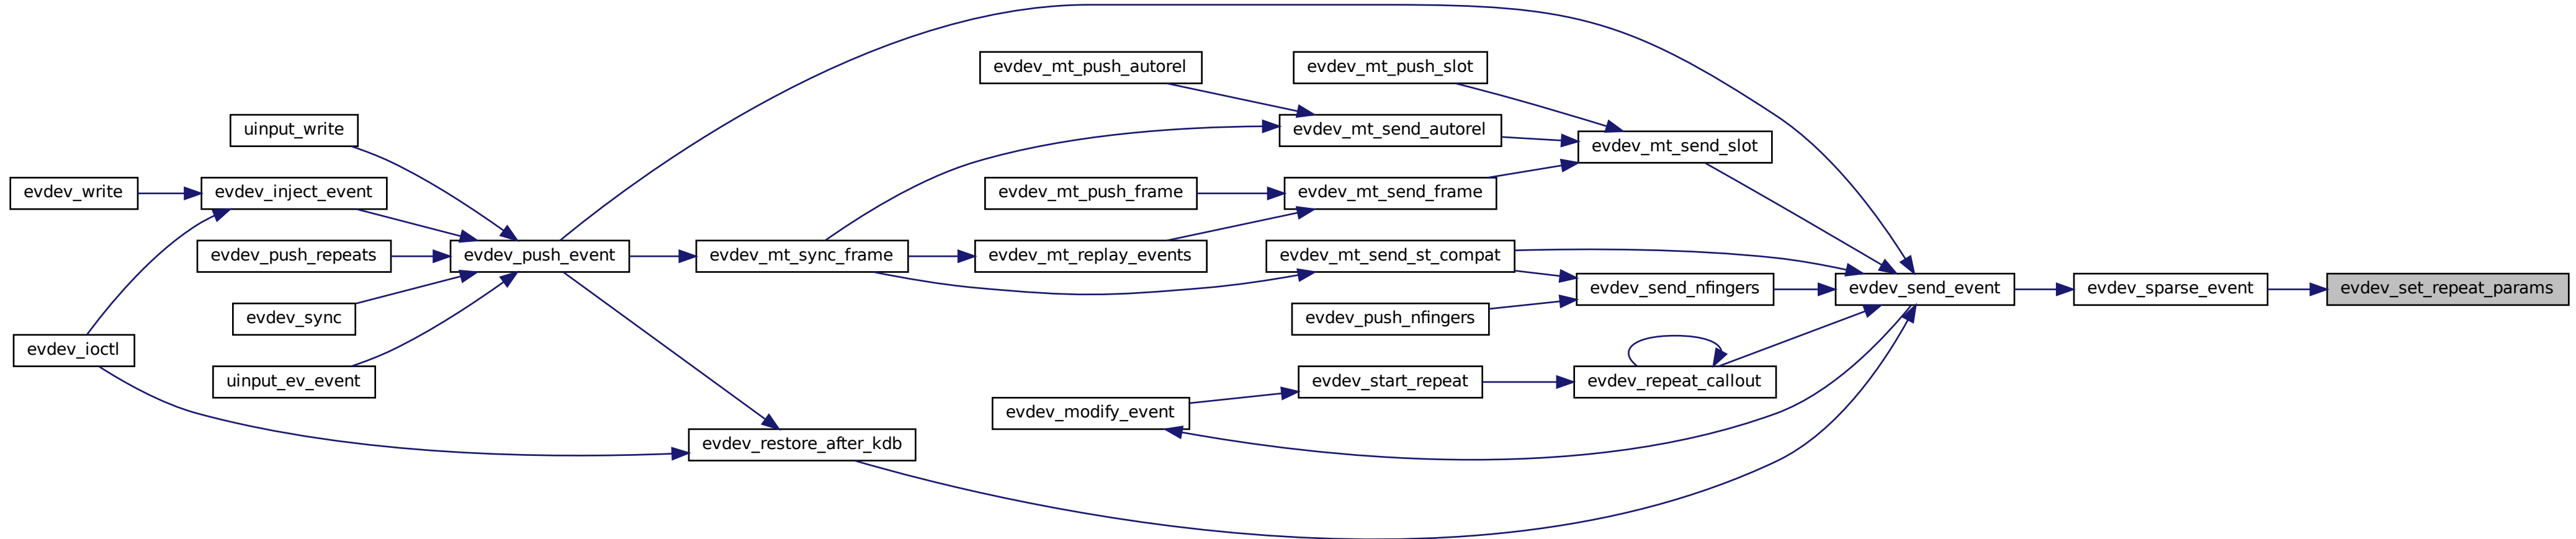 evdev_mt_push_autorel
evdev_mt_push_slot
uinput_write
evdev_mt_send_autorel
evdev_mt_send_slot
evdev_write
evdev_inject_event
evdev_mt_push_frame
evdev_mt_send_frame
evdev_push_repeats
evdev_push_event
evdev_mt_sync_frame
evdev_mt_replay_events
evdev_mt_send_st_compat
evdev_send_nfingers
evdev_send_event
evdev_sparse_event
evdev_set_repeat_params
evdev_sync
evdev_push_nfingers
evdev_ioctl
uinput_ev_event
evdev_start_repeat
evdev_repeat_callout
evdev_modify_event
evdev_restore_after_kdb